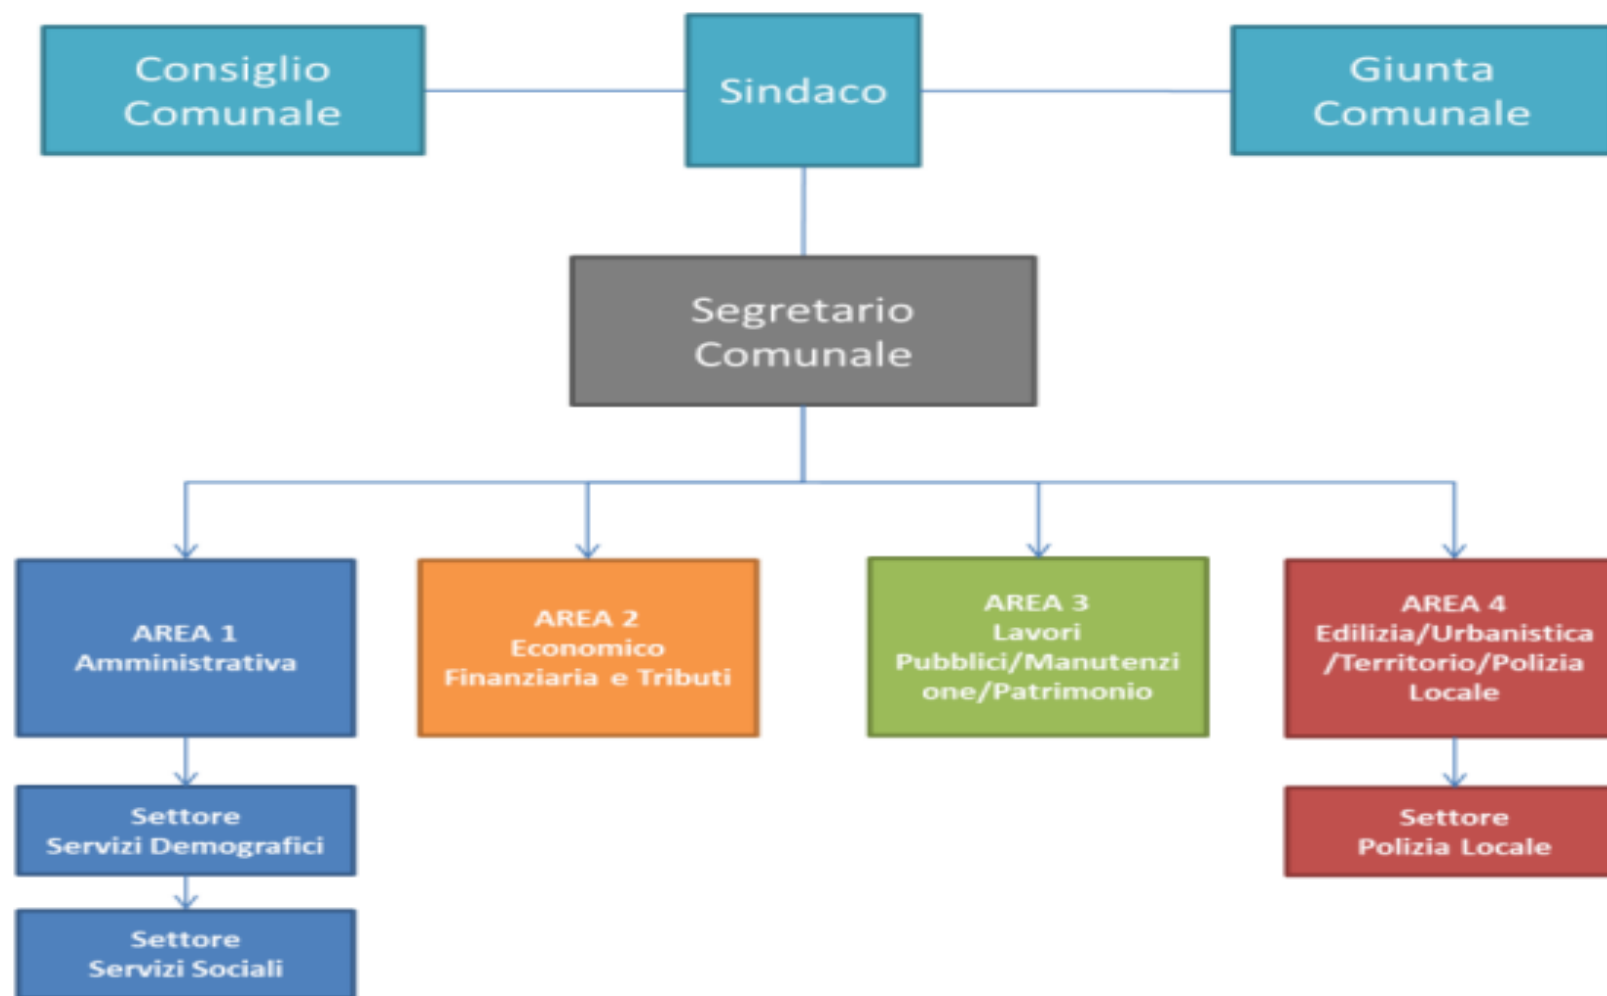 Consiglio
Comunale
Sindaco
Giunta
Comunale
Segretario
Comunale
AREA 1
Amministrativa
AREA 2
Economico
Finanziaria e Tributi
AREA 3
Lavori
Pubblici/Manutenzi
one/Patrimonio
AREA 4
Edilizia/Urbanistica
/Territorio/Polizia
Locale
Settore
Servizi Demografici
Settore
Polizia Locale
Settore
Servizi Sociali